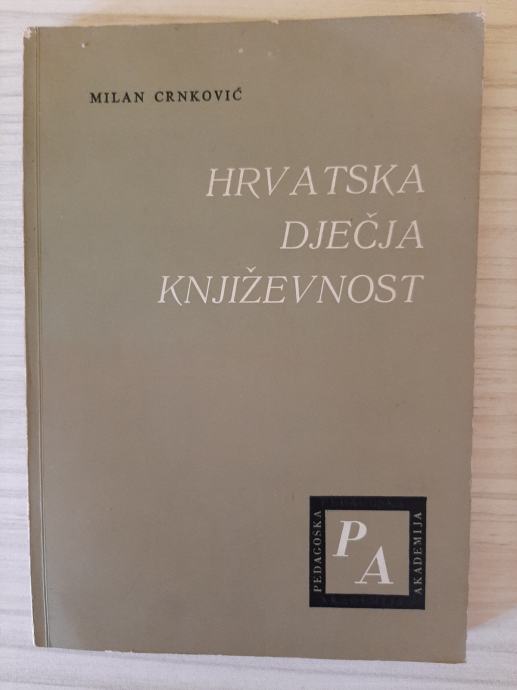 MILAN CRNKOVIĆ
HRVATSKA
DJEČJA
KNJIŽEVNOST
PEDAGOŠKA
PA
AKADEMIJA